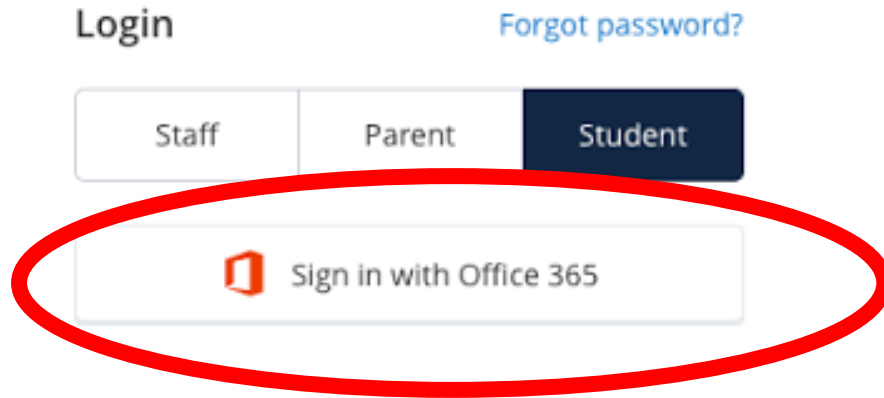 Login Forgot password?
Staff Parent Student
Sign in with Office 365